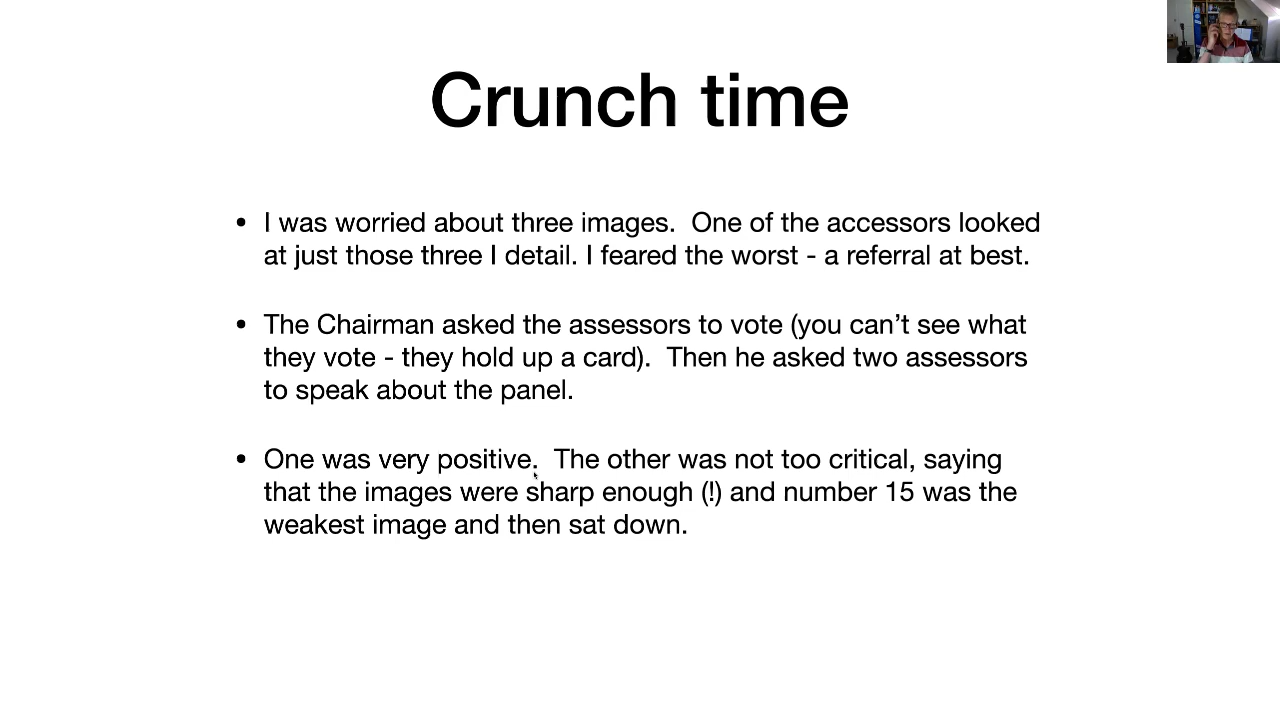 Crunch time
• I was worried about three images.  One of the accessors looked
at just those three I detail. I feared the worst - a referral at best.
• The Chairman asked the assessors to vote (you can’t see what
they vote - they hold up a card).  Then he asked two assessors
to speak about the panel.
• One was very positive.  The other was not too critical, saying
that the images were sharp enough (!) and number 15 was the
weakest image and then sat down.